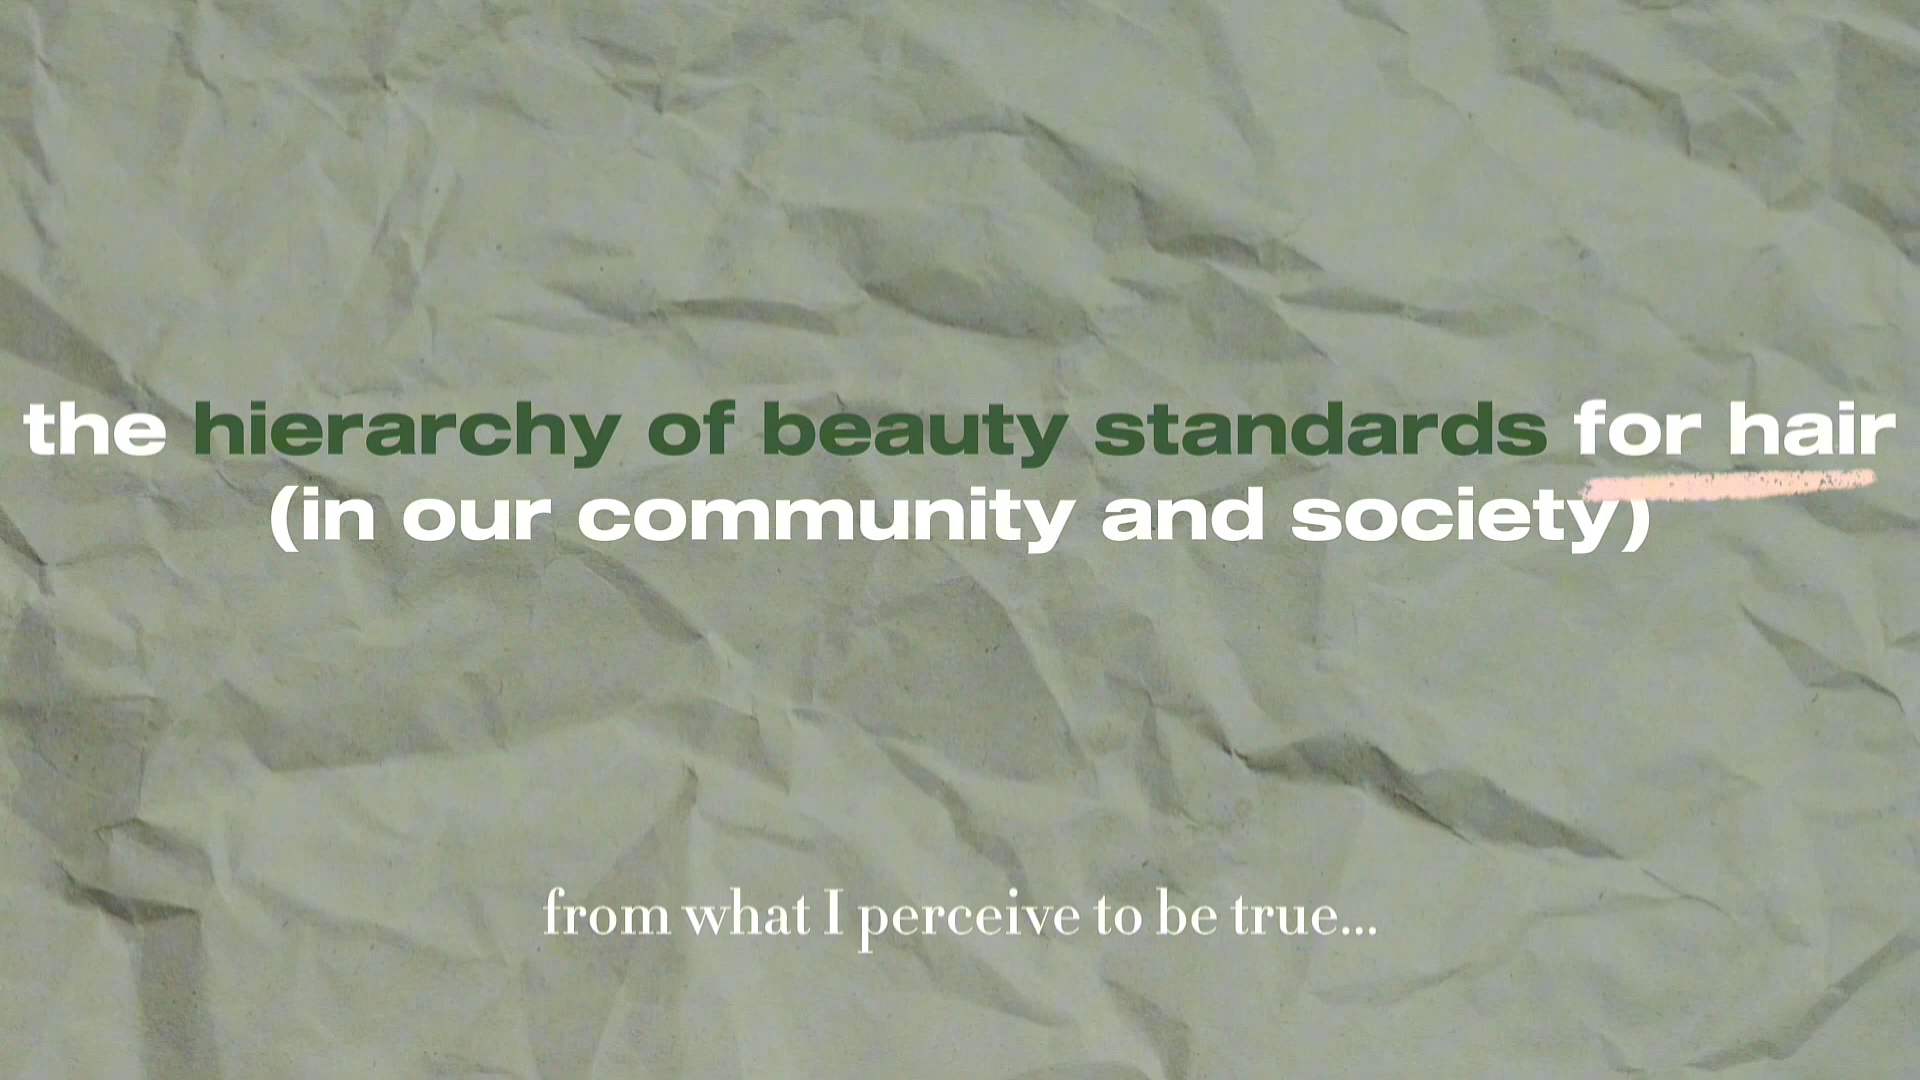 the hierarchy of beauty standards for hair
(in our community and society)
from what I perceive to be true...